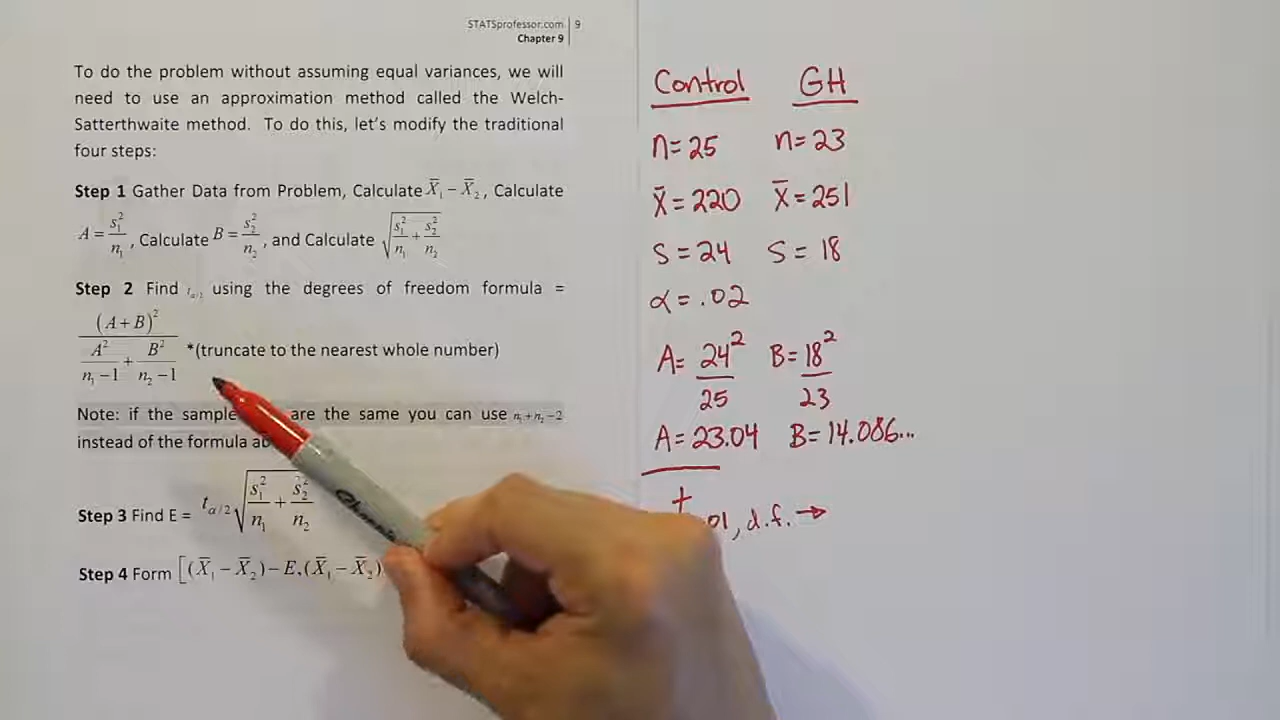 STATSprofessor.com | 9
Chapter 9
To do the problem without assuming equal variances, we will
need to use an approximation method called the Welch-
Satterthwaite method. To do this, let's modify the traditional
four steps:
Step 1 Gather Data from Problem, Calculate X̄₁ − X̄₂, Calculate
A = s₁²/n₁, Calculate B = s₂²/n₂, and Calculate √(s₁²/n₁ + s₂²/n₂)
Step 2 Find t_α/2 using the degrees of freedom formula =
(A+B)² / (A²/(n₁−1) + B²/(n₂−1)) *(truncate to the nearest whole number)
Note: if the sample are the same you can use n₁+n₂−2
instead of the formula
Step 3 Find E = t_α/2 √(s₁²/n₁ + s₂²/n₂)
Step 4 Form [(X̄₁ − X̄₂) − E, (X̄₁ − X̄₂)
Control GH
n = 25 n = 23
X̄ = 220 X̄ = 251
S = 24 S = 18
α = .02
A = 24²/25 B = 18²/23
A = 23.04 B = 14.086...
t 01, d.f. →